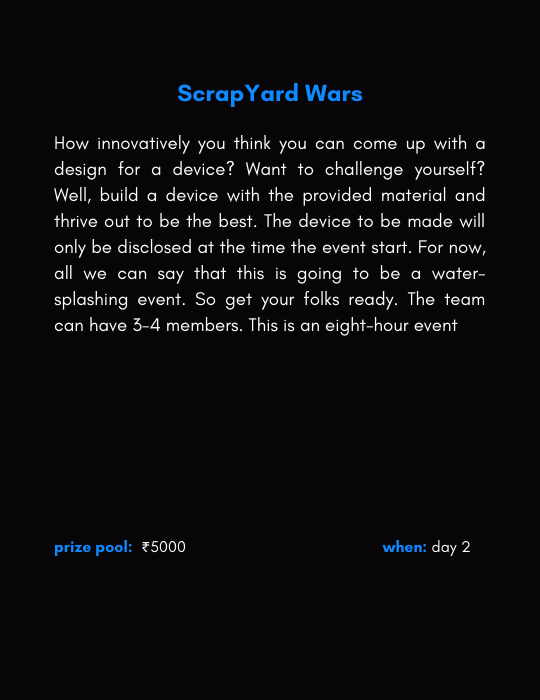 ScrapYard Wars
How innovatively you think you can come up with a
design for a device? Want to challenge yourself?
Well, build a device with the provided material and
thrive out to be the best. The device to be made will
only be disclosed at the time the event start. For now,
all we can say that this is going to be a water-
splashing event. So get your folks ready. The team
can have 3-4 members. This is an eight-hour event
prize pool: ₹5000 when: day 2